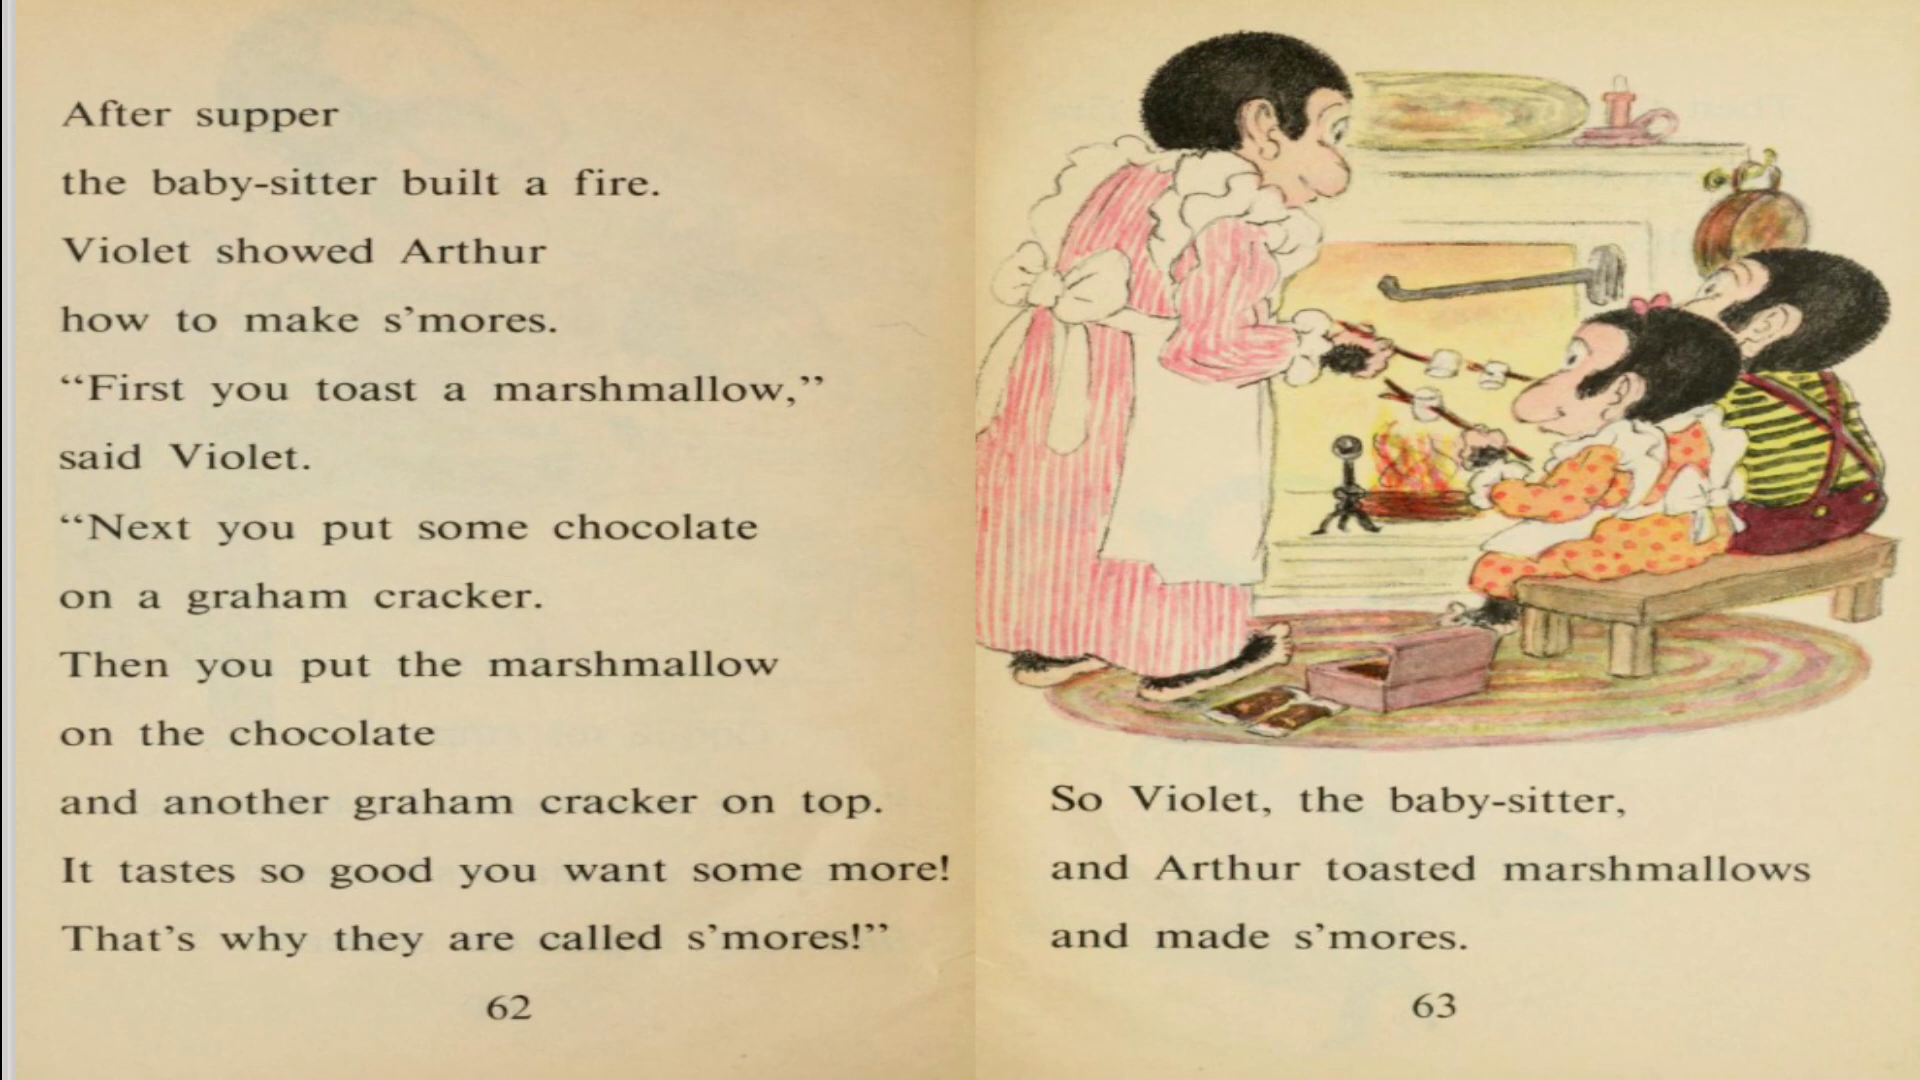 After supper
the baby-sitter built a fire.
Violet showed Arthur
how to make s’mores.
“First you toast a marshmallow,”
said Violet.
“Next you put some chocolate
on a graham cracker.
Then you put the marshmallow
on the chocolate
and another graham cracker on top.
It tastes so good you want some more!
That’s why they are called s’mores!”
62
So Violet, the baby-sitter,
and Arthur toasted marshmallows
and made s’mores.
63